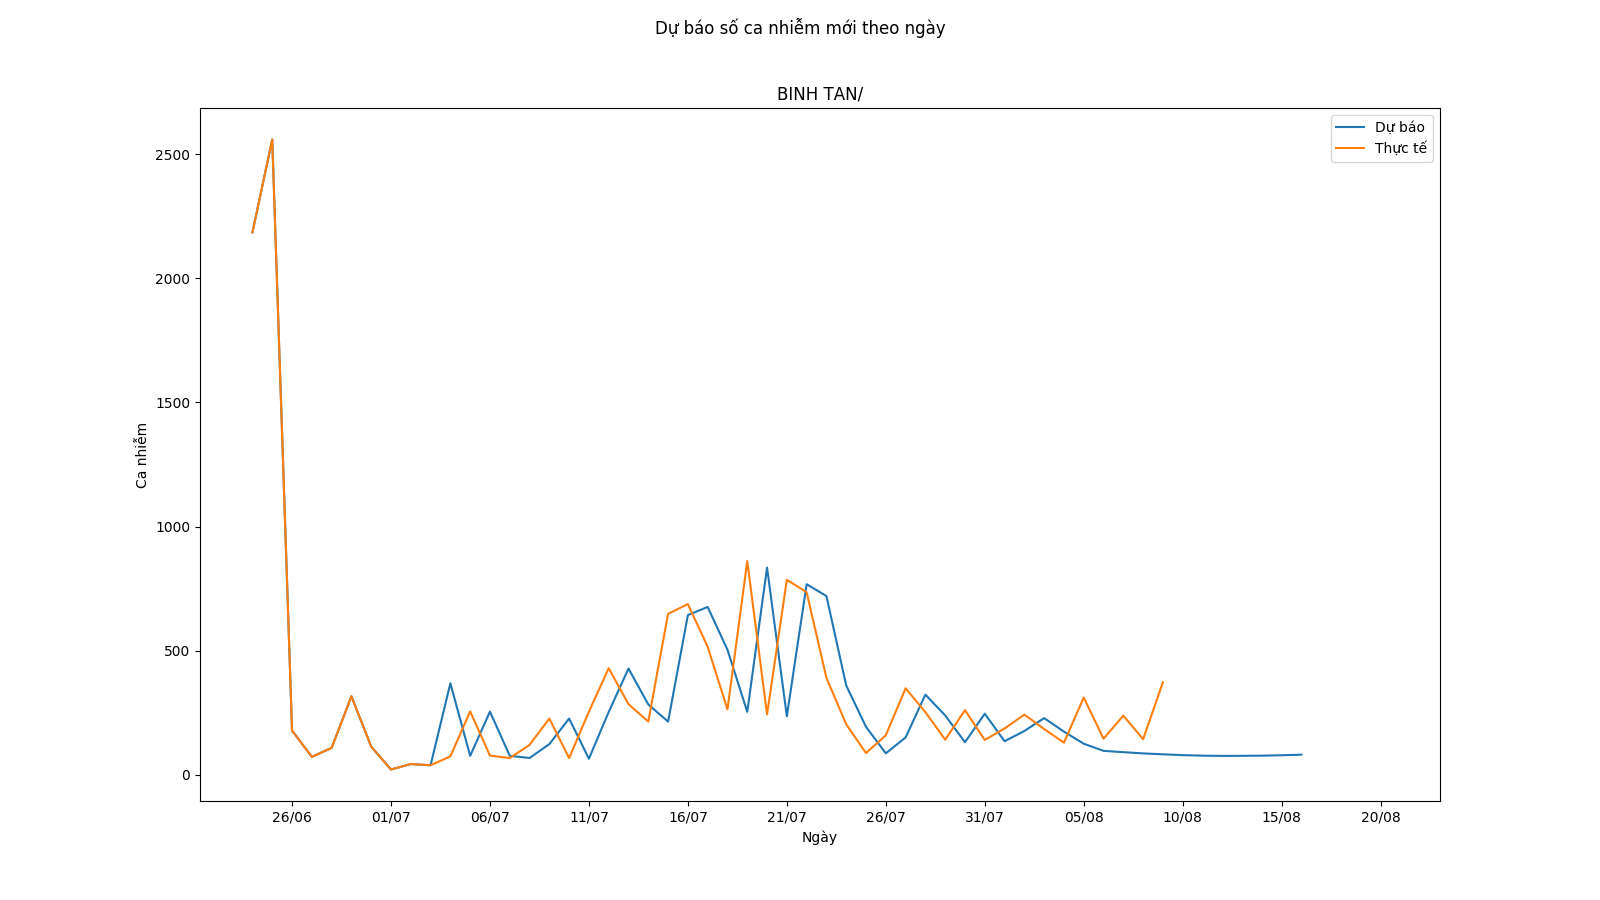 Dự báo số ca nhiễm mới theo ngày
BINH TAN/
Dự báo
Thực tế
2500
2000
1500
1000
500
0
Ca nhiễm
26/06 01/07 06/07 11/07 16/07 21/07 26/07 31/07 05/08 10/08 15/08 20/08
Ngày